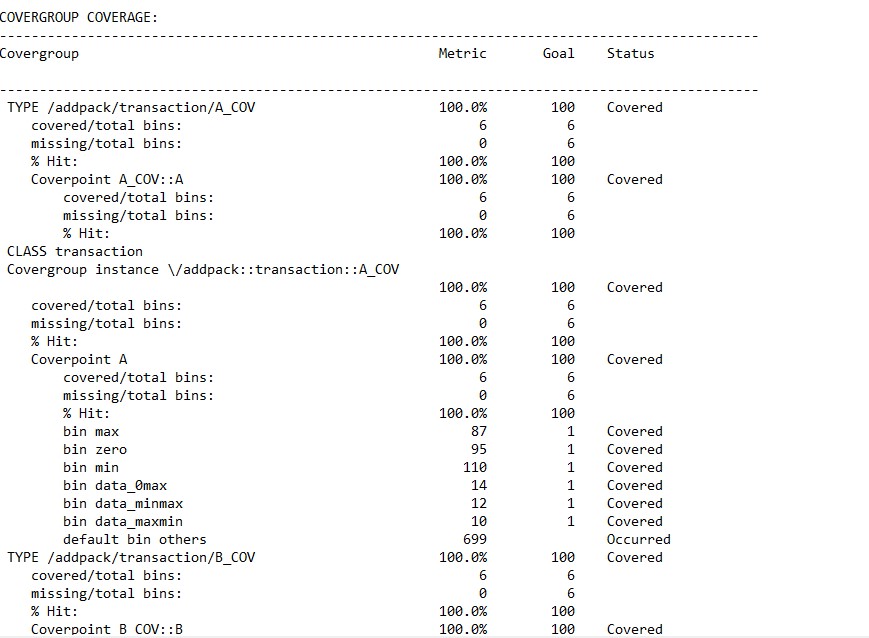 COVERGROUP COVERAGE:
-----------------------------------------------------------------------------------------------
Covergroup Metric Goal Status
-----------------------------------------------------------------------------------------------
TYPE /addpack/transaction/A_COV 100.0% 100 Covered
covered/total bins: 6 6
missing/total bins: 0 6
% Hit: 100.0% 100
Coverpoint A_COV::A 100.0% 100 Covered
covered/total bins: 6 6
missing/total bins: 0 6
% Hit: 100.0% 100
CLASS transaction
Covergroup instance \/addpack::transaction::A_COV
100.0% 100 Covered
covered/total bins: 6 6
missing/total bins: 0 6
% Hit: 100.0% 100
Coverpoint A 100.0% 100 Covered
covered/total bins: 6 6
missing/total bins: 0 6
% Hit: 100.0% 100
bin max 87 1 Covered
bin zero 95 1 Covered
bin min 110 1 Covered
bin data_0max 14 1 Covered
bin data_minmax 12 1 Covered
bin data_maxmin 10 1 Covered
default bin others 699 Occurred
TYPE /addpack/transaction/B_COV 100.0% 100 Covered
covered/total bins: 6 6
missing/total bins: 0 6
% Hit: 100.0% 100
Coverpoint B_COV::B 100.0% 100 Covered